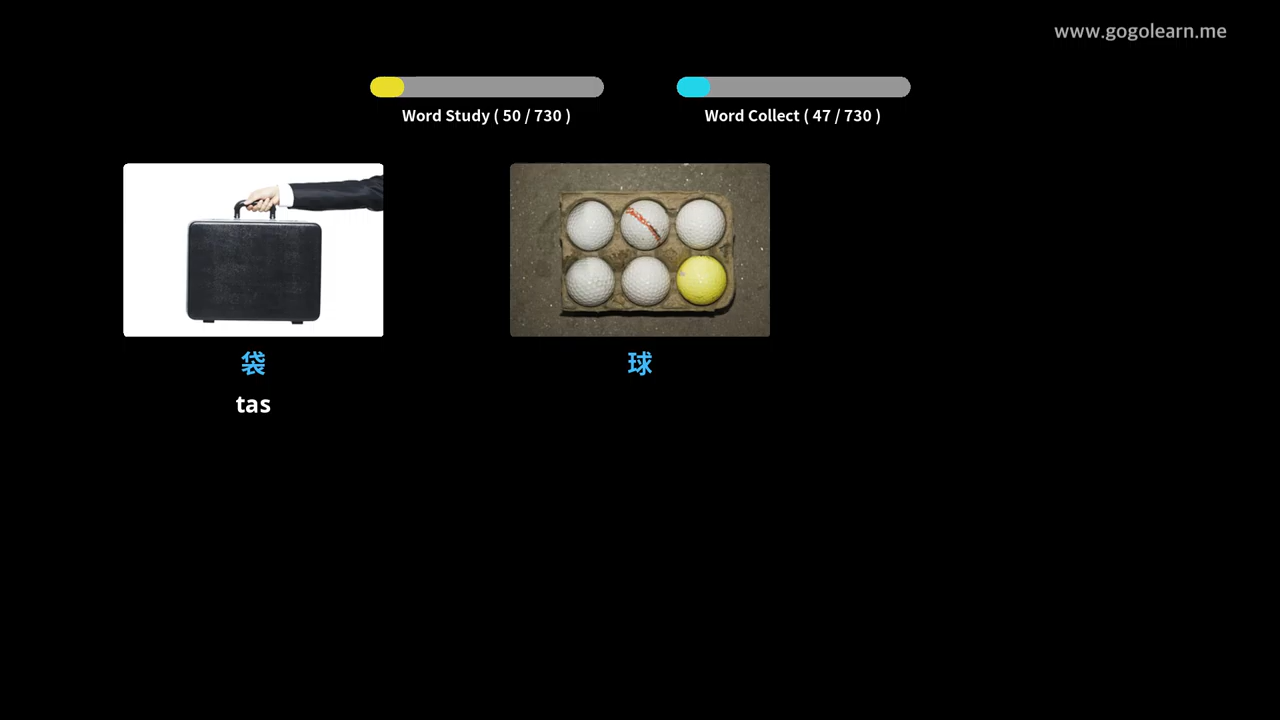 www.gogolearn.me
Word Study ( 50 / 730 )
Word Collect ( 47 / 730 )
袋
球
tas